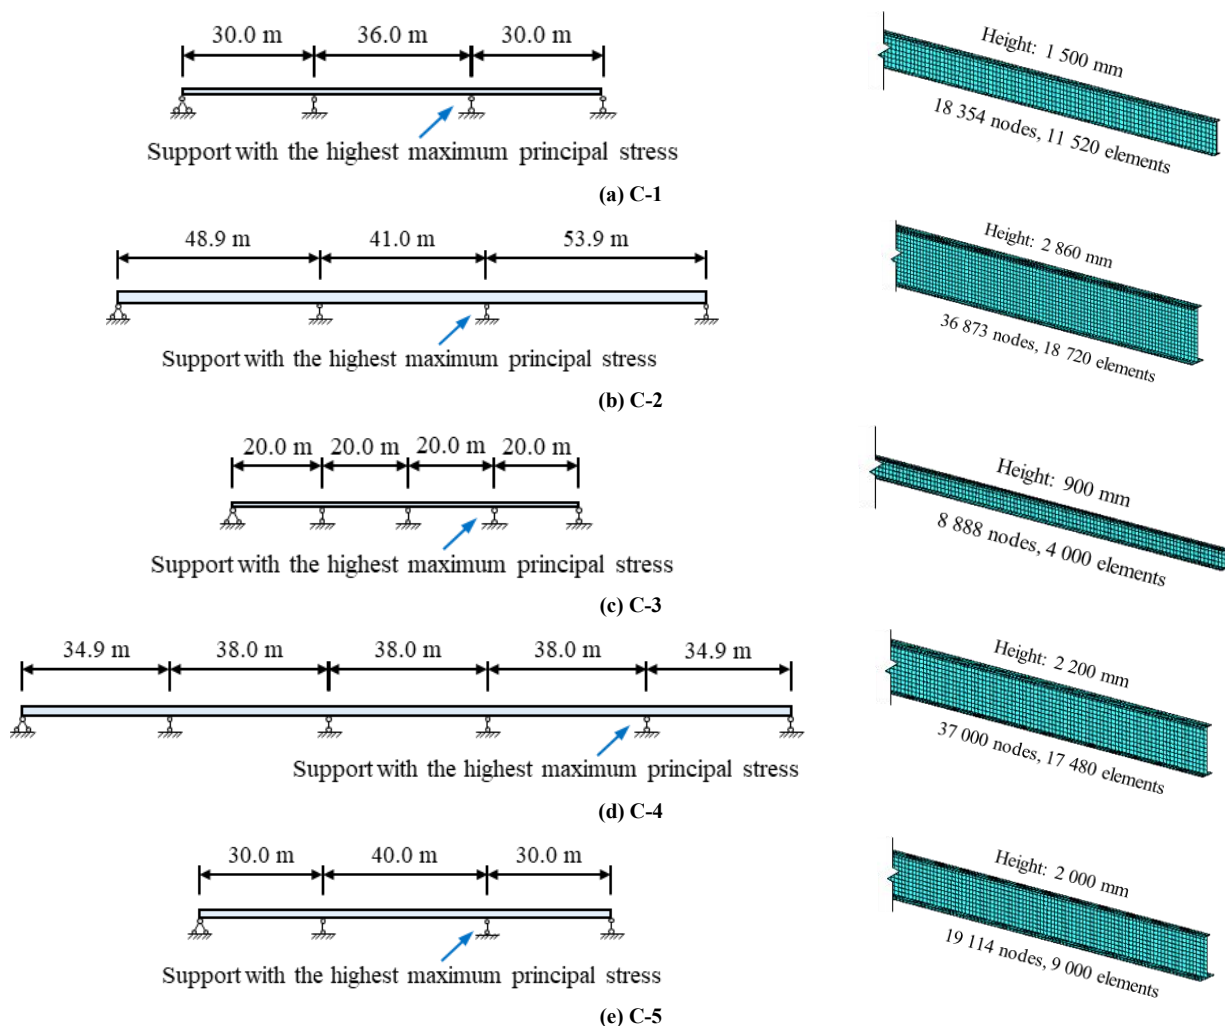 30.0 m 36.0 m 30.0 m
Support with the highest maximum principal stress
Height: 1 500 mm
18 354 nodes, 11 520 elements
(a) C-1
48.9 m 41.0 m 53.9 m
Support with the highest maximum principal stress
Height: 2 860 mm
36 873 nodes, 18 720 elements
(b) C-2
20.0 m 20.0 m 20.0 m 20.0 m
Support with the highest maximum principal stress
Height: 900 mm
8 888 nodes, 4 000 elements
(c) C-3
34.9 m 38.0 m 38.0 m 38.0 m 34.9 m
Support with the highest maximum principal stress
Height: 2 200 mm
37 000 nodes, 17 480 elements
(d) C-4
30.0 m 40.0 m 30.0 m
Support with the highest maximum principal stress
Height: 2 000 mm
19 114 nodes, 9 000 elements
(e) C-5